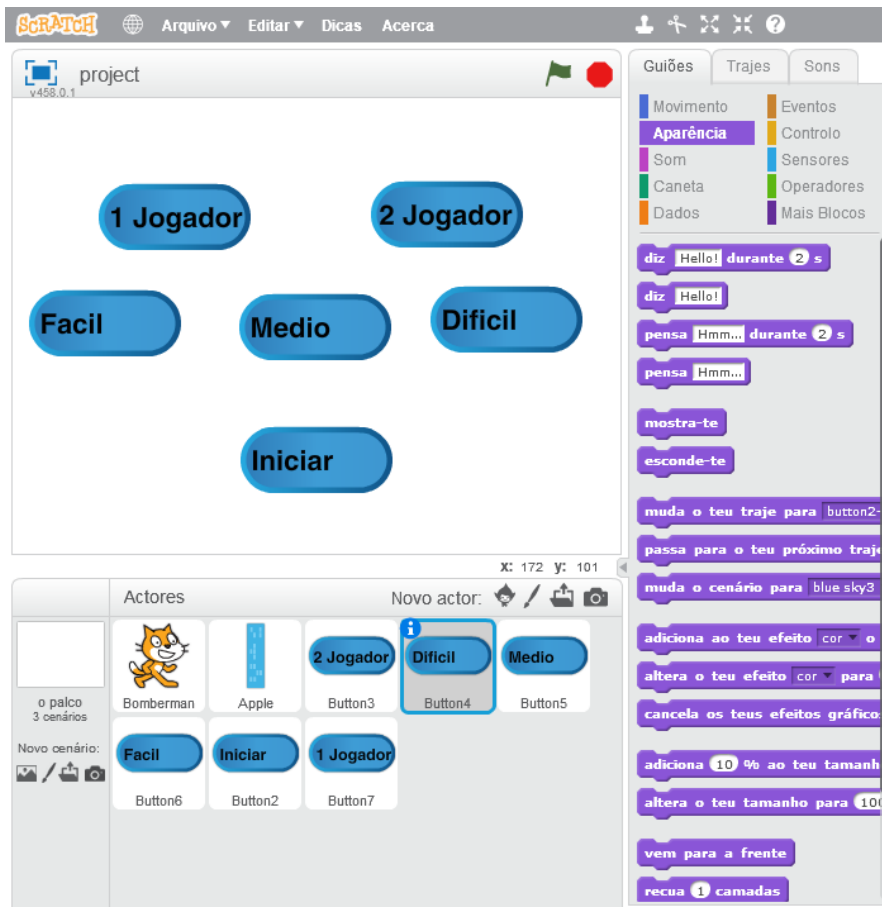 SCRATCH Arquivo Editar Dicas Acerca
project
v458.0.1
1 Jogador
2 Jogador
Facil
Medio
Dificil
Iniciar
x: 172 y: 101
Actores
Novo actor:
o palco
3 cenários
Novo cenário:
Bomberman
Apple
2 Jogador
Button3
Dificil
Button4
Medio
Button5
Facil
Button6
Iniciar
Button2
1 Jogador
Button7
Guiões Trajes Sons
Movimento Eventos
Aparência Controlo
Som Sensores
Caneta Operadores
Dados Mais Blocos
diz Hello! durante 2 s
diz Hello!
pensa Hmm... durante 2 s
pensa Hmm...
mostra-te
esconde-te
muda o teu traje para button2-
passa para o teu próximo traje
muda o cenário para blue sky3
adiciona ao teu efeito cor o
altera o teu efeito cor para
cancela os teus efeitos gráfico
adiciona 10 % ao teu tamanh
altera o teu tamanho para 100
vem para a frente
recua 1 camadas